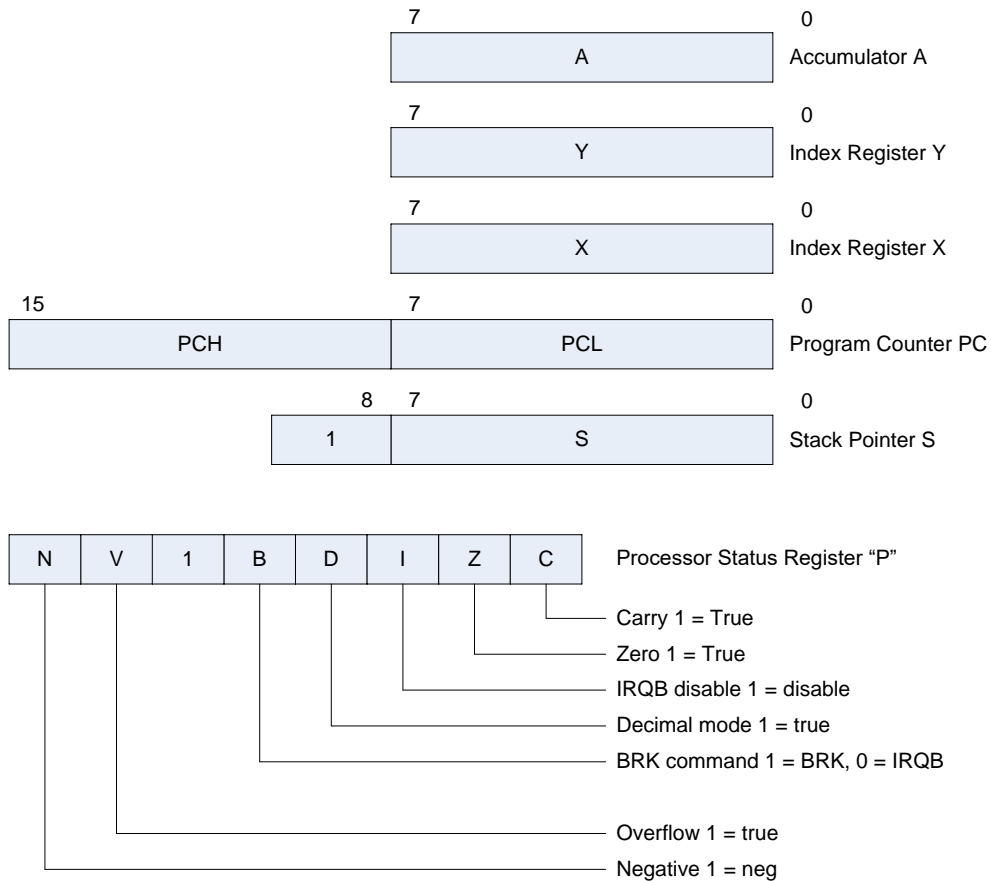 7 0
A Accumulator A
7 0
Y Index Register Y
7 0
X Index Register X
15 7 0
PCH PCL Program Counter PC
8 7 0
1 S Stack Pointer S
N V 1 B D I Z C Processor Status Register “P”
Carry 1 = True
Zero 1 = True
IRQB disable 1 = disable
Decimal mode 1 = true
BRK command 1 = BRK, 0 = IRQB
Overflow 1 = true
Negative 1 = neg